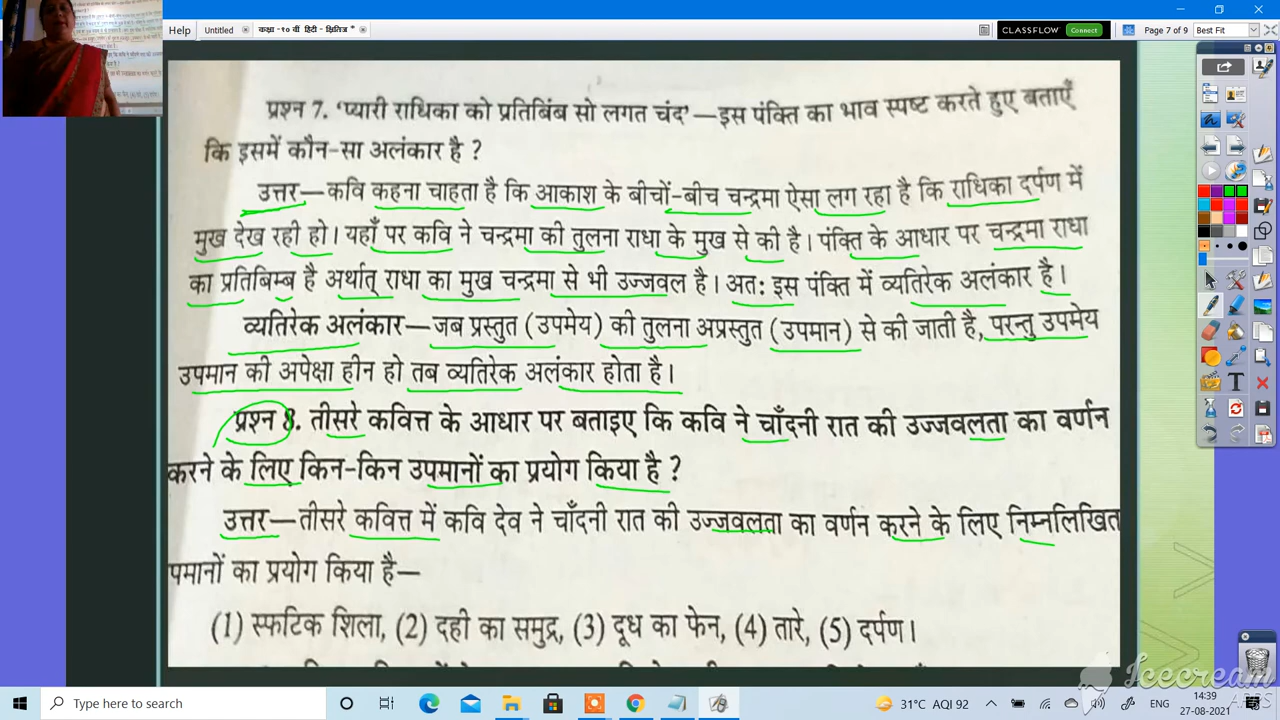 Help
Untitled
कक्षा -१० वी हिंदी - क्षितिज *
CLASSFLOW
Connect
Page 7 of 9
Best Fit
प्रश्न 7. 'प्यारी राधिका को प्रतिबिंब सो लगत चंद'—इस पंक्ति का भाव स्पष्ट करते हुए बताएँ
कि इसमें कौन-सा अलंकार है ?
उत्तर—कवि कहना चाहता है कि आकाश के बीचों-बीच चन्द्रमा ऐसा लग रहा है कि राधिका दर्पण में
मुख देख रही हो। यहाँ पर कवि ने चन्द्रमा की तुलना राधा के मुख से की है। पंक्ति के आधार पर चन्द्रमा राधा
का प्रतिबिम्ब है अर्थात् राधा का मुख चन्द्रमा से भी उज्जवल है। अतः इस पंक्ति में व्यतिरेक अलंकार है।
व्यतिरेक अलंकार—जब प्रस्तुत (उपमेय) की तुलना अप्रस्तुत (उपमान) से की जाती है, परन्तु उपमेय
उपमान की अपेक्षा हीन हो तब व्यतिरेक अलंकार होता है।
प्रश्न 8. तीसरे कवित्त के आधार पर बताइए कि कवि ने चाँदनी रात की उज्जवलता का वर्णन
करने के लिए किन-किन उपमानों का प्रयोग किया है ?
उत्तर—तीसरे कवित्त में कवि देव ने चाँदनी रात की उज्जवलता का वर्णन करने के लिए निम्नलिखित
पमानों का प्रयोग किया है—
(1) स्फटिक शिला, (2) दही का समुद्र, (3) दूध का फेन, (4) तारे, (5) दर्पण।
Icecream
APPS
Type here to search
31°C AQI 92
ENG
14:39
27-08-2021